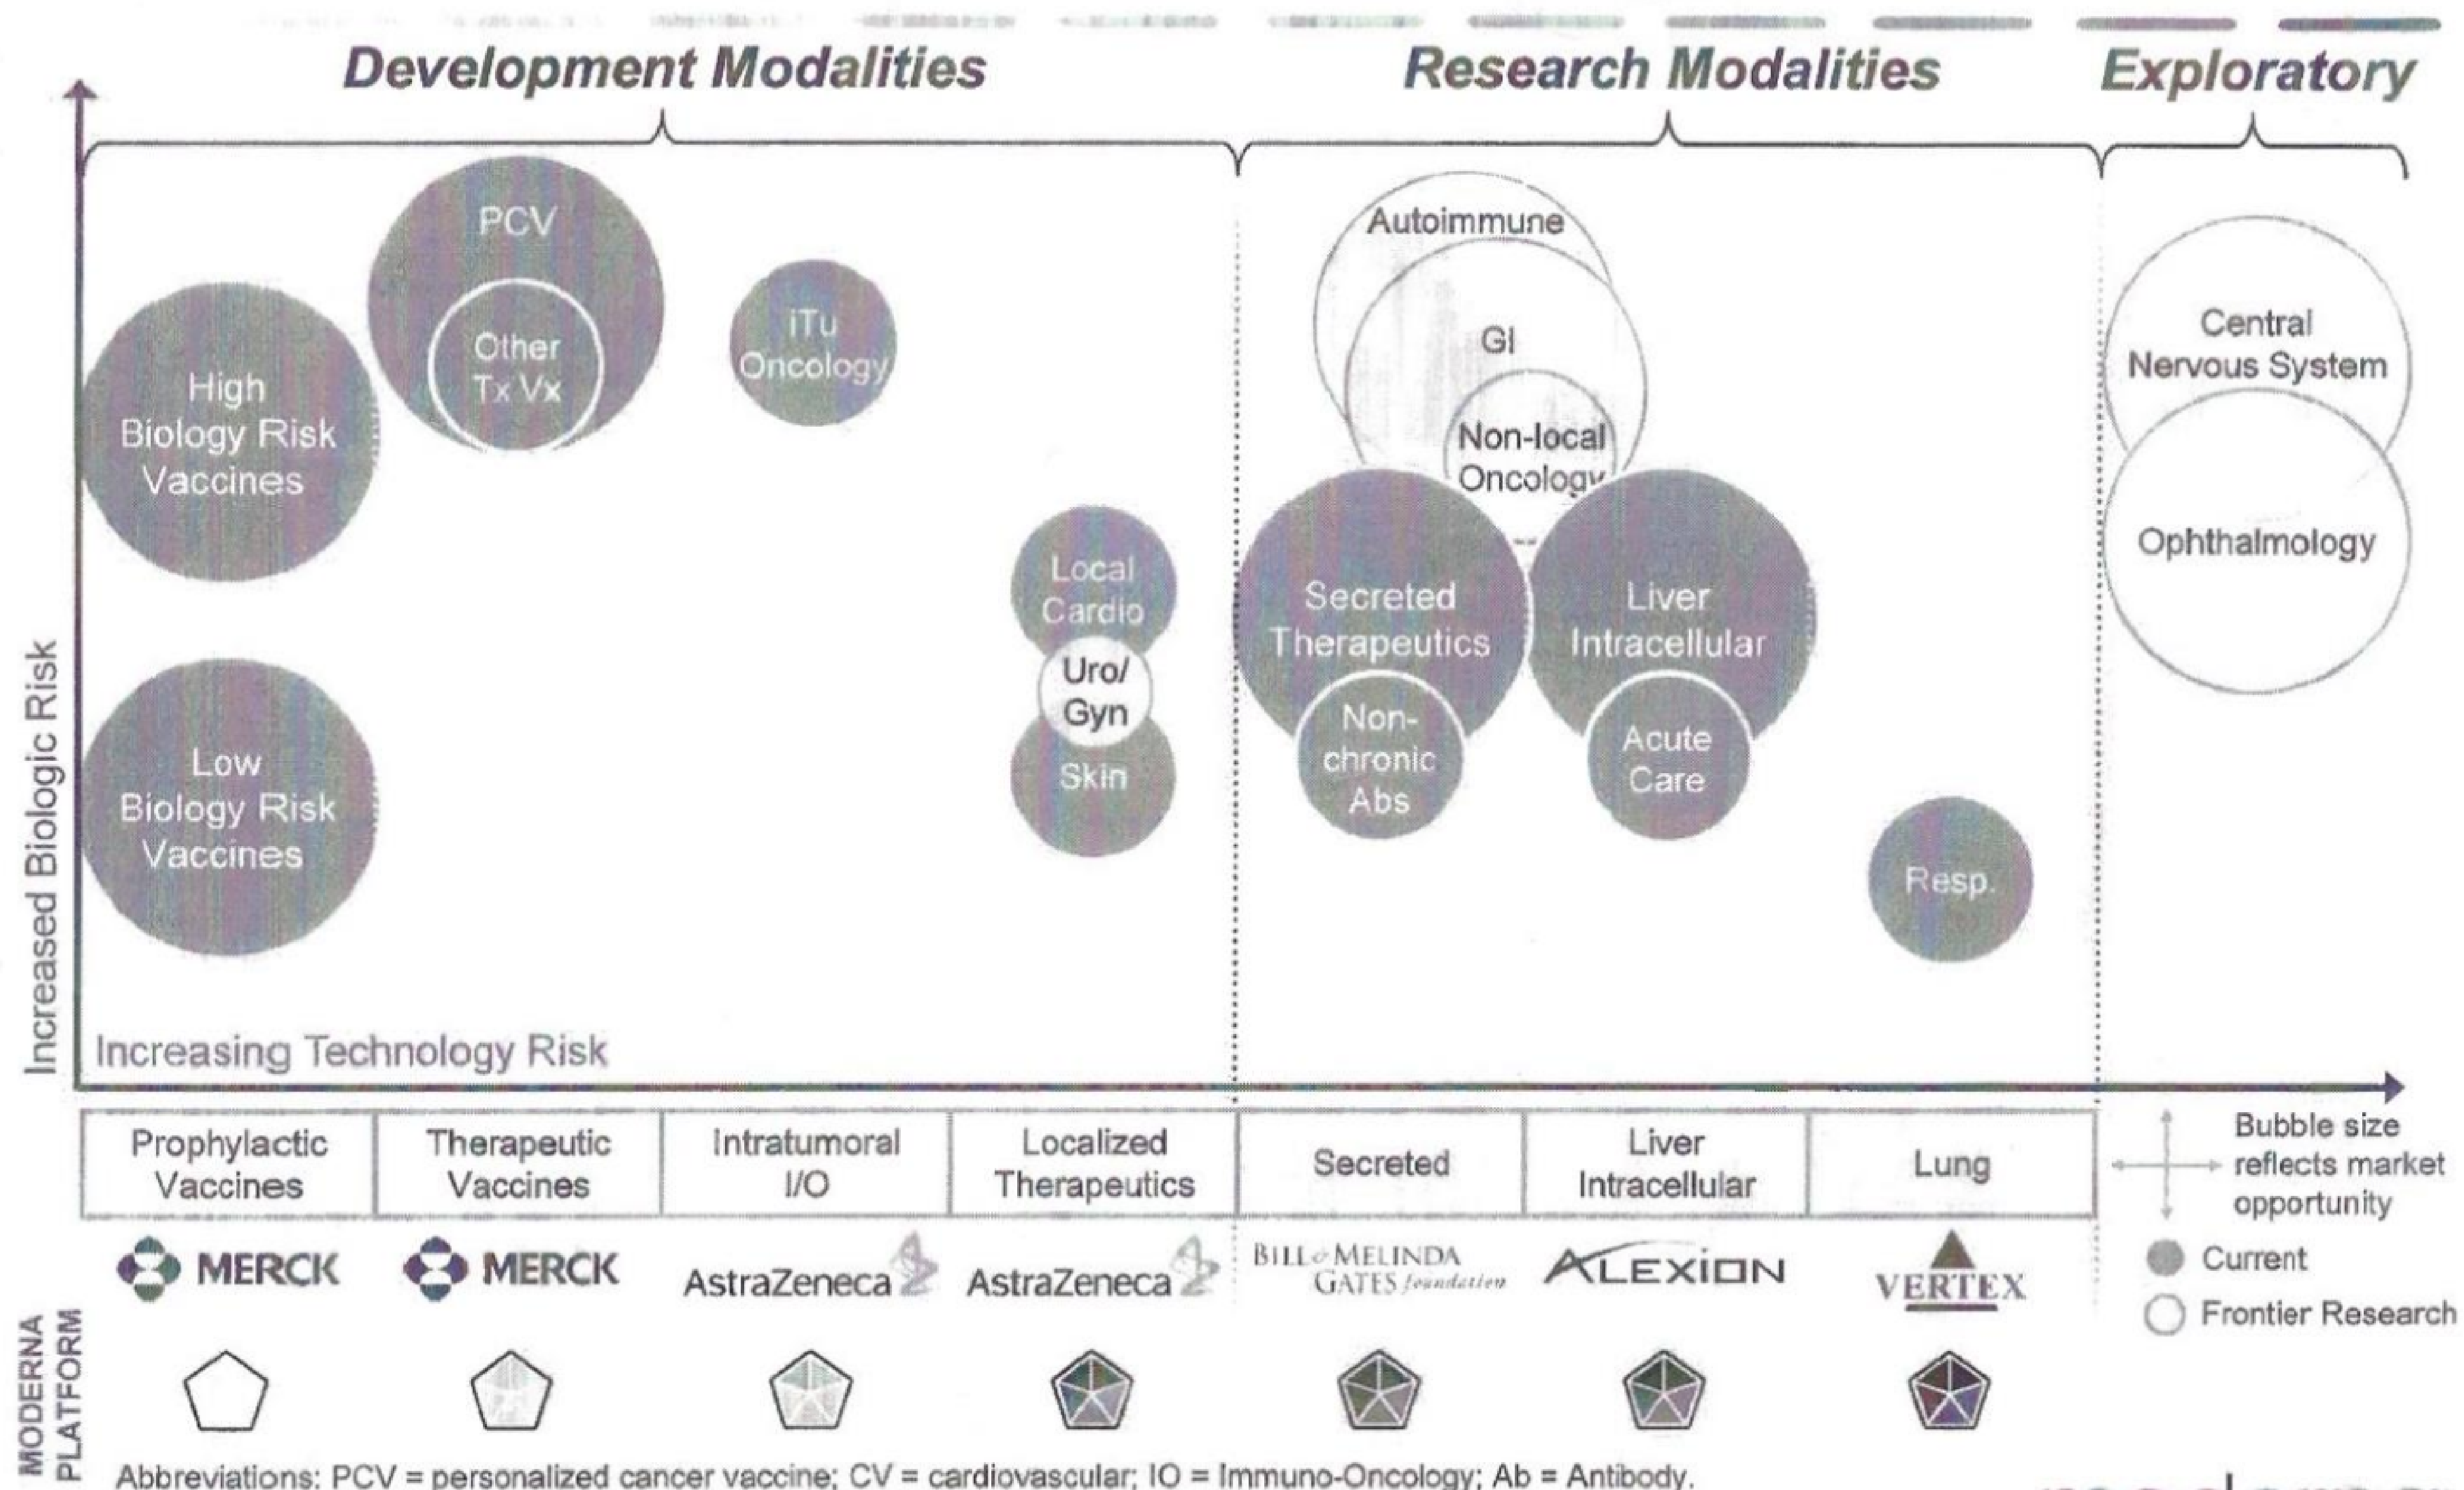 Development Modalities
Research Modalities
Exploratory
PCV
Other
Tx Vx
iTu
Oncology
High
Biology Risk
Vaccines
Low
Biology Risk
Vaccines
Local
Cardio
Uro/
Gyn
Skin
Autoimmune
GI
Non-local
Oncology
Secreted
Therapeutics
Non-
chronic
Abs
Liver
Intracellular
Acute
Care
Resp.
Central
Nervous System
Ophthalmology
Increased Biologic Risk
Increasing Technology Risk
Prophylactic
Vaccines
Therapeutic
Vaccines
Intratumoral
I/O
Localized
Therapeutics
Secreted
Liver
Intracellular
Lung
Bubble size
reflects market
opportunity
Current
Frontier Research
MERCK
MERCK
AstraZeneca
AstraZeneca
BILL & MELINDA
GATES foundation
ALEXION
VERTEX
MODERNA
PLATFORM
Abbreviations: PCV = personalized cancer vaccine; CV = cardiovascular; IO = Immuno-Oncology; Ab = Antibody.